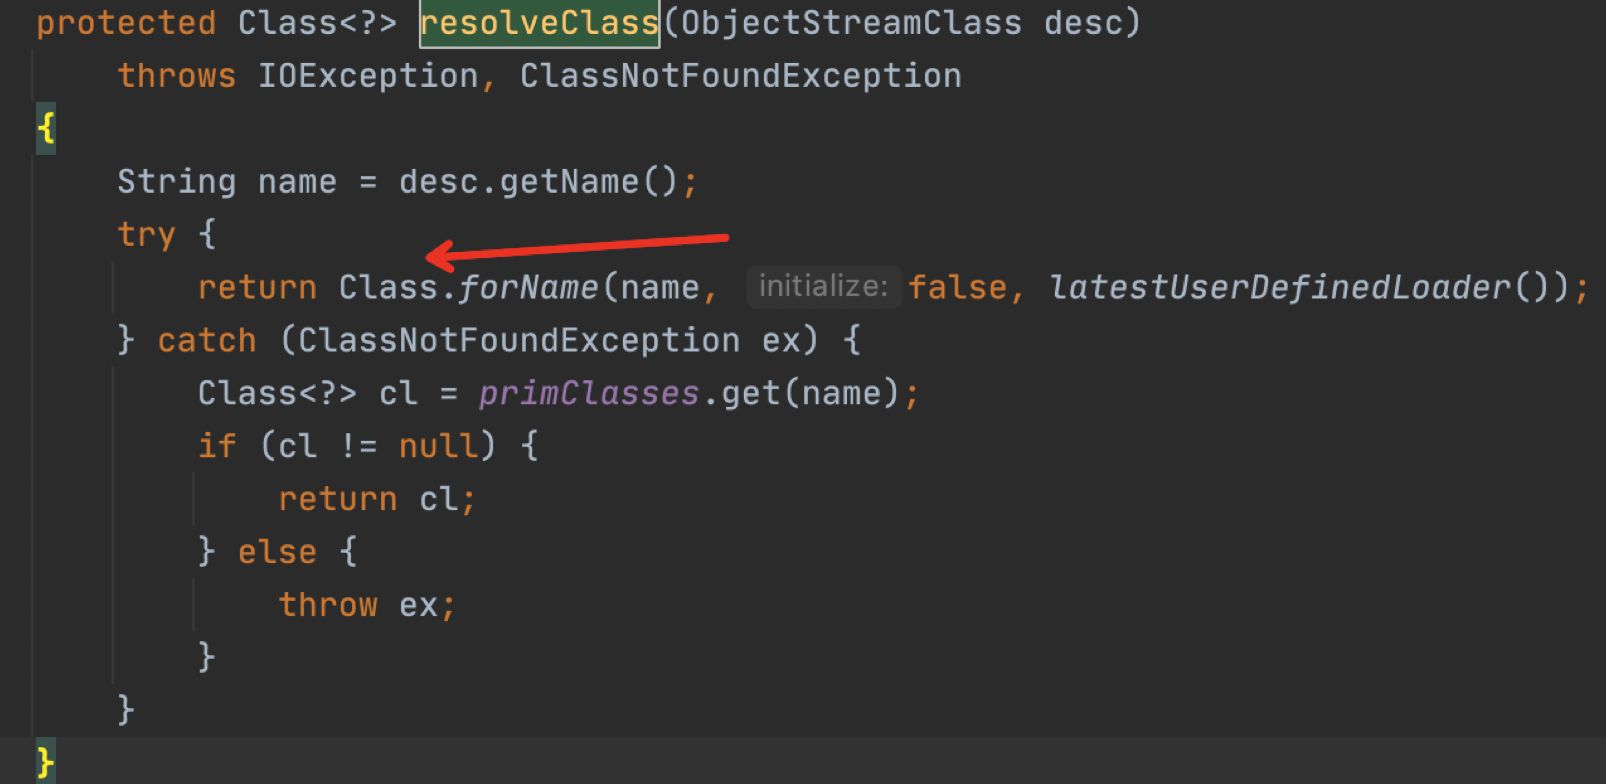 protected Class<?> resolveClass(ObjectStreamClass desc)
    throws IOException, ClassNotFoundException
{
    String name = desc.getName();
    try {
        return Class.forName(name, initialize: false, latestUserDefinedLoader());
    } catch (ClassNotFoundException ex) {
        Class<?> cl = primClasses.get(name);
        if (cl != null) {
            return cl;
        } else {
            throw ex;
        }
    }
}